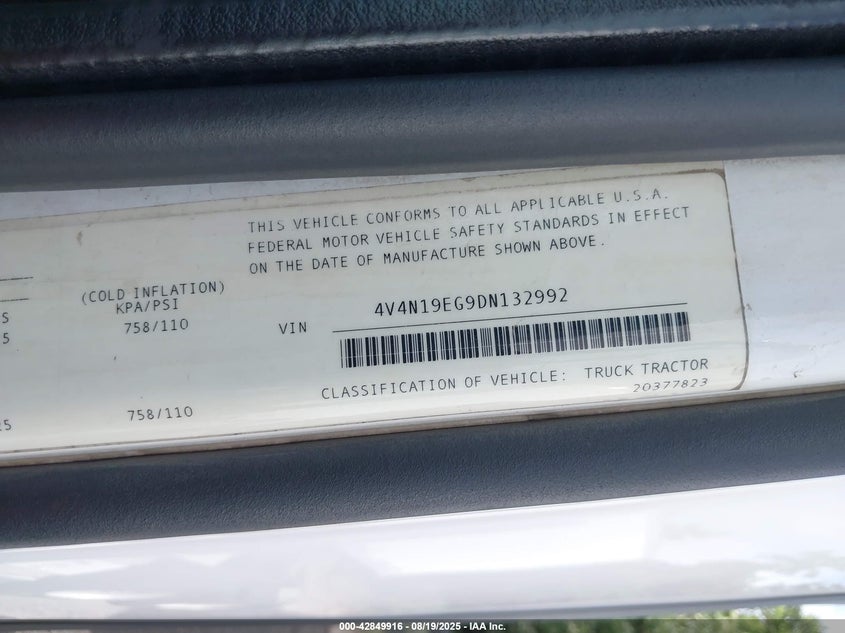 THIS VEHICLE CONFORMS TO ALL APPLICABLE U.S.A.
FEDERAL MOTOR VEHICLE SAFETY STANDARDS IN EFFECT
ON THE DATE OF MANUFACTURE SHOWN ABOVE.
(COLD INFLATION)
KPA/PSI
S
5 758/110
VIN 4V4N19EG9DN132992
CLASSIFICATION OF VEHICLE: TRUCK TRACTOR
20377823
25 758/110
000-42849916 - 08/19/2025 - IAA Inc.